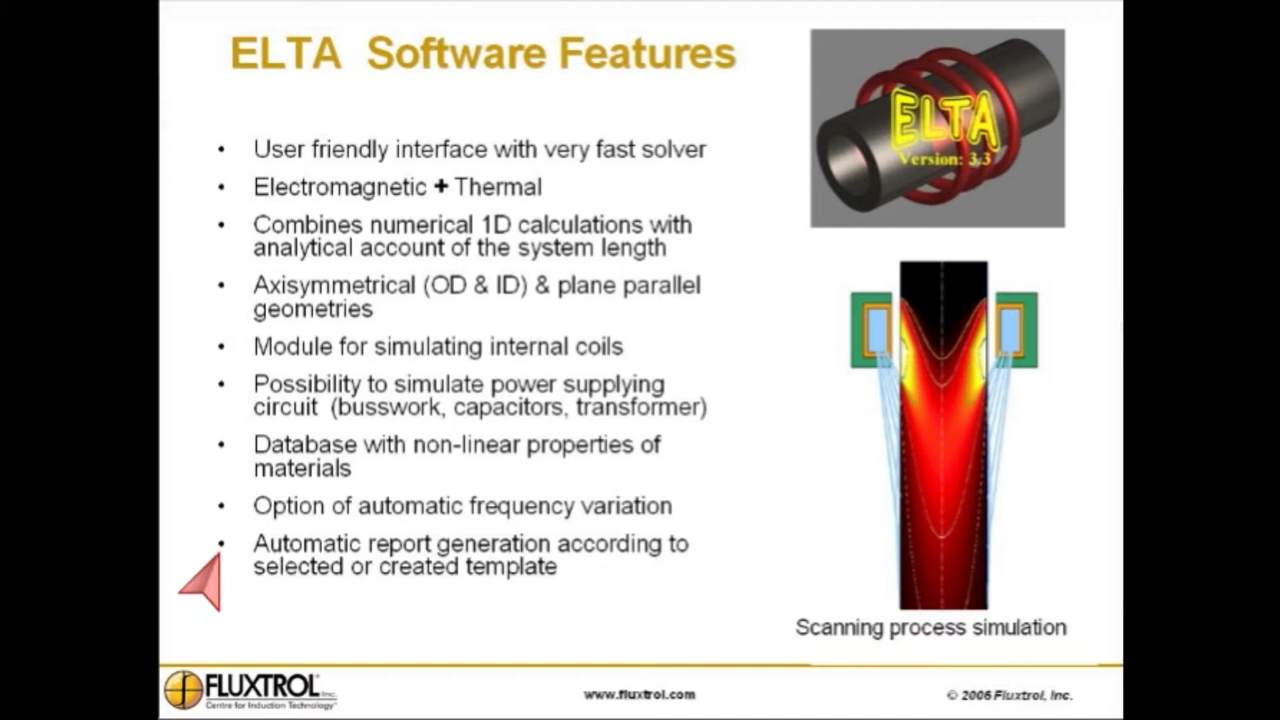 ELTA Software Features
ELTA
Version: 3.3
• User friendly interface with very fast solver
• Electromagnetic + Thermal
• Combines numerical 1D calculations with
analytical account of the system length
• Axisymmetrical (OD & ID) & plane parallel
geometries
• Module for simulating internal coils
• Possibility to simulate power supplying
circuit (busswork, capacitors, transformer)
• Database with non-linear properties of
materials
• Option of automatic frequency variation
• Automatic report generation according to
selected or created template
Scanning process simulation
FLUXTROL Inc.
Centre for Induction Technology
www.fluxtrol.com
© 2006 Fluxtrol, Inc.